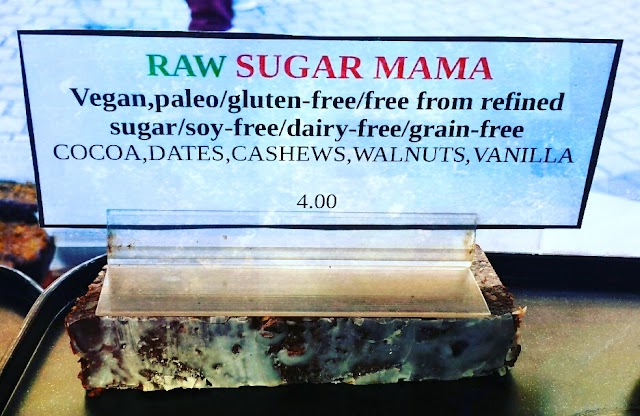 RAW SUGAR MAMA
Vegan,paleo/gluten-free/free from refined
sugar/soy-free/dairy-free/grain-free
COCOA,DATES,CASHEWS,WALNUTS,VANILLA
4.00